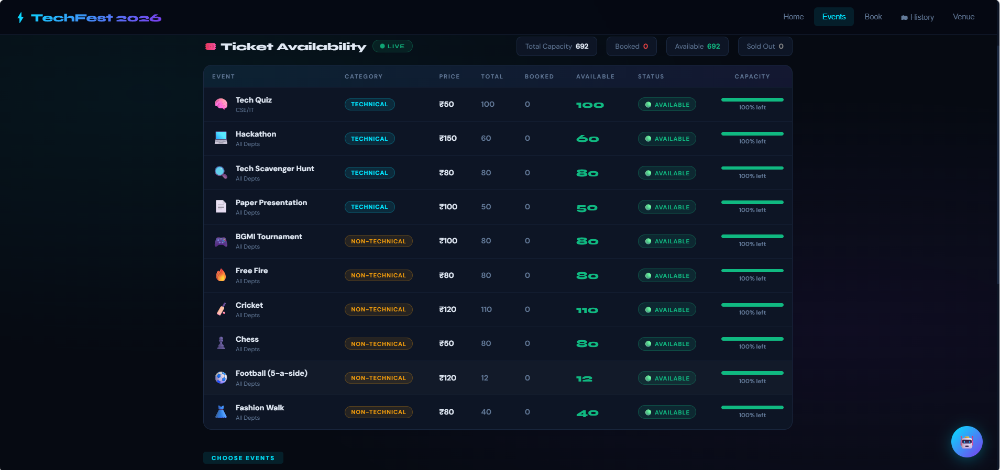 TechFest 2026
Home Events Book History Venue
Ticket Availability LIVE Total Capacity 692 Booked 0 Available 692 Sold Out 0
EVENT CATEGORY PRICE TOTAL BOOKED AVAILABLE STATUS CAPACITY
Tech Quiz TECHNICAL ₹50 100 0 100 AVAILABLE
CSE/IT 100% left
Hackathon TECHNICAL ₹150 60 0 60 AVAILABLE
All Depts 100% left
Tech Scavenger Hunt TECHNICAL ₹80 80 0 80 AVAILABLE
All Depts 100% left
Paper Presentation TECHNICAL ₹100 50 0 50 AVAILABLE
All Depts 100% left
BGMI Tournament NON-TECHNICAL ₹100 80 0 80 AVAILABLE
All Depts 100% left
Free Fire NON-TECHNICAL ₹80 80 0 80 AVAILABLE
All Depts 100% left
Cricket NON-TECHNICAL ₹120 110 0 110 AVAILABLE
All Depts 100% left
Chess NON-TECHNICAL ₹50 80 0 80 AVAILABLE
All Depts 100% left
Football (5-a-side) NON-TECHNICAL ₹120 12 0 12 AVAILABLE
All Depts 100% left
Fashion Walk NON-TECHNICAL ₹80 40 0 40 AVAILABLE
All Depts 100% left
CHOOSE EVENTS